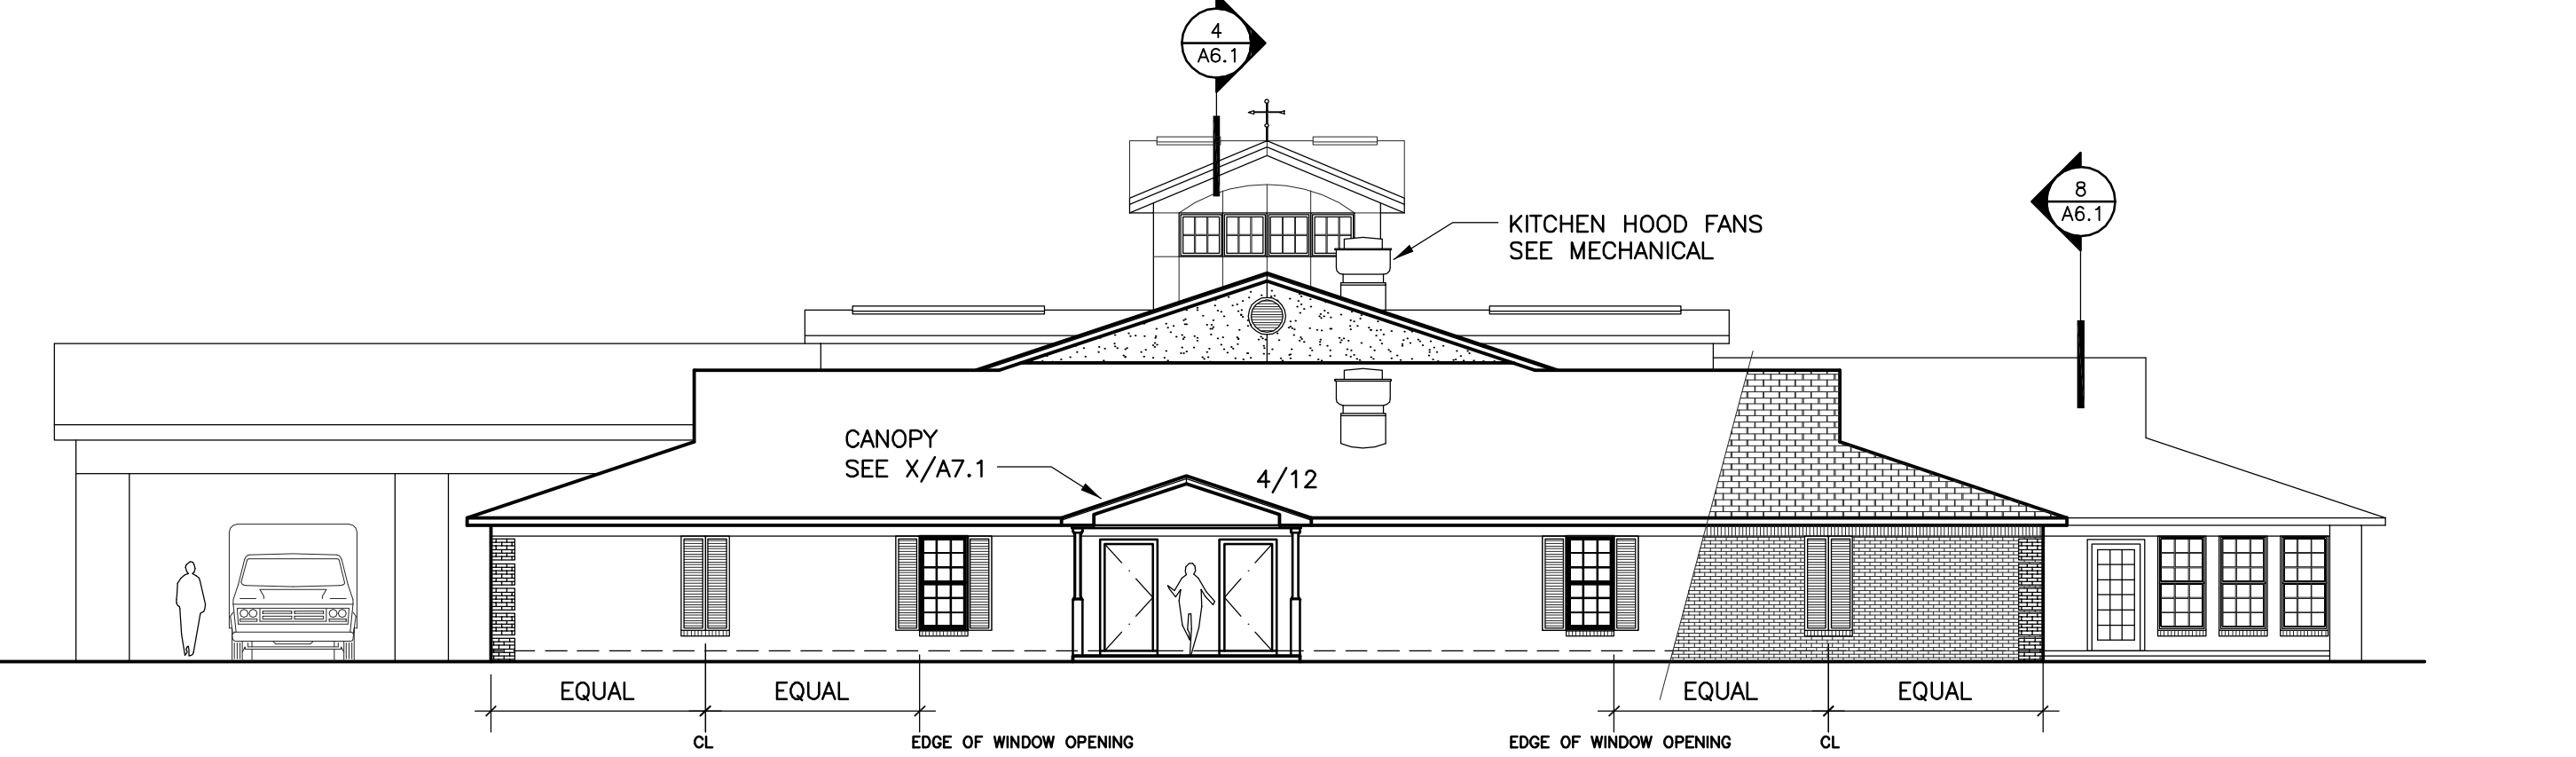 4
A6.1
8
A6.1
KITCHEN HOOD FANS
SEE MECHANICAL
CANOPY
SEE X/A7.1
4/12
EQUAL
EQUAL
EQUAL
EQUAL
CL
EDGE OF WINDOW OPENING
EDGE OF WINDOW OPENING
CL